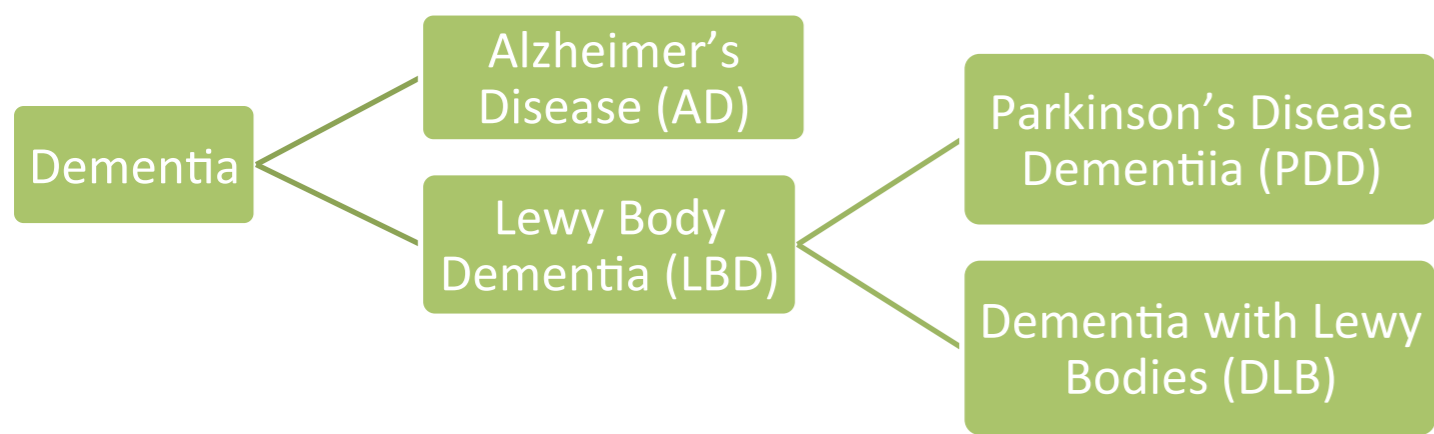 Dementia
Alzheimer’s
Disease (AD)
Lewy Body
Dementia (LBD)
Parkinson’s Disease
Dementiia (PDD)
Dementia with Lewy
Bodies (DLB)